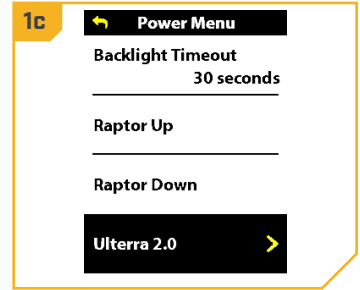 1c
Power Menu
Backlight Timeout
30 seconds
Raptor Up
Raptor Down
Ulterra 2.0